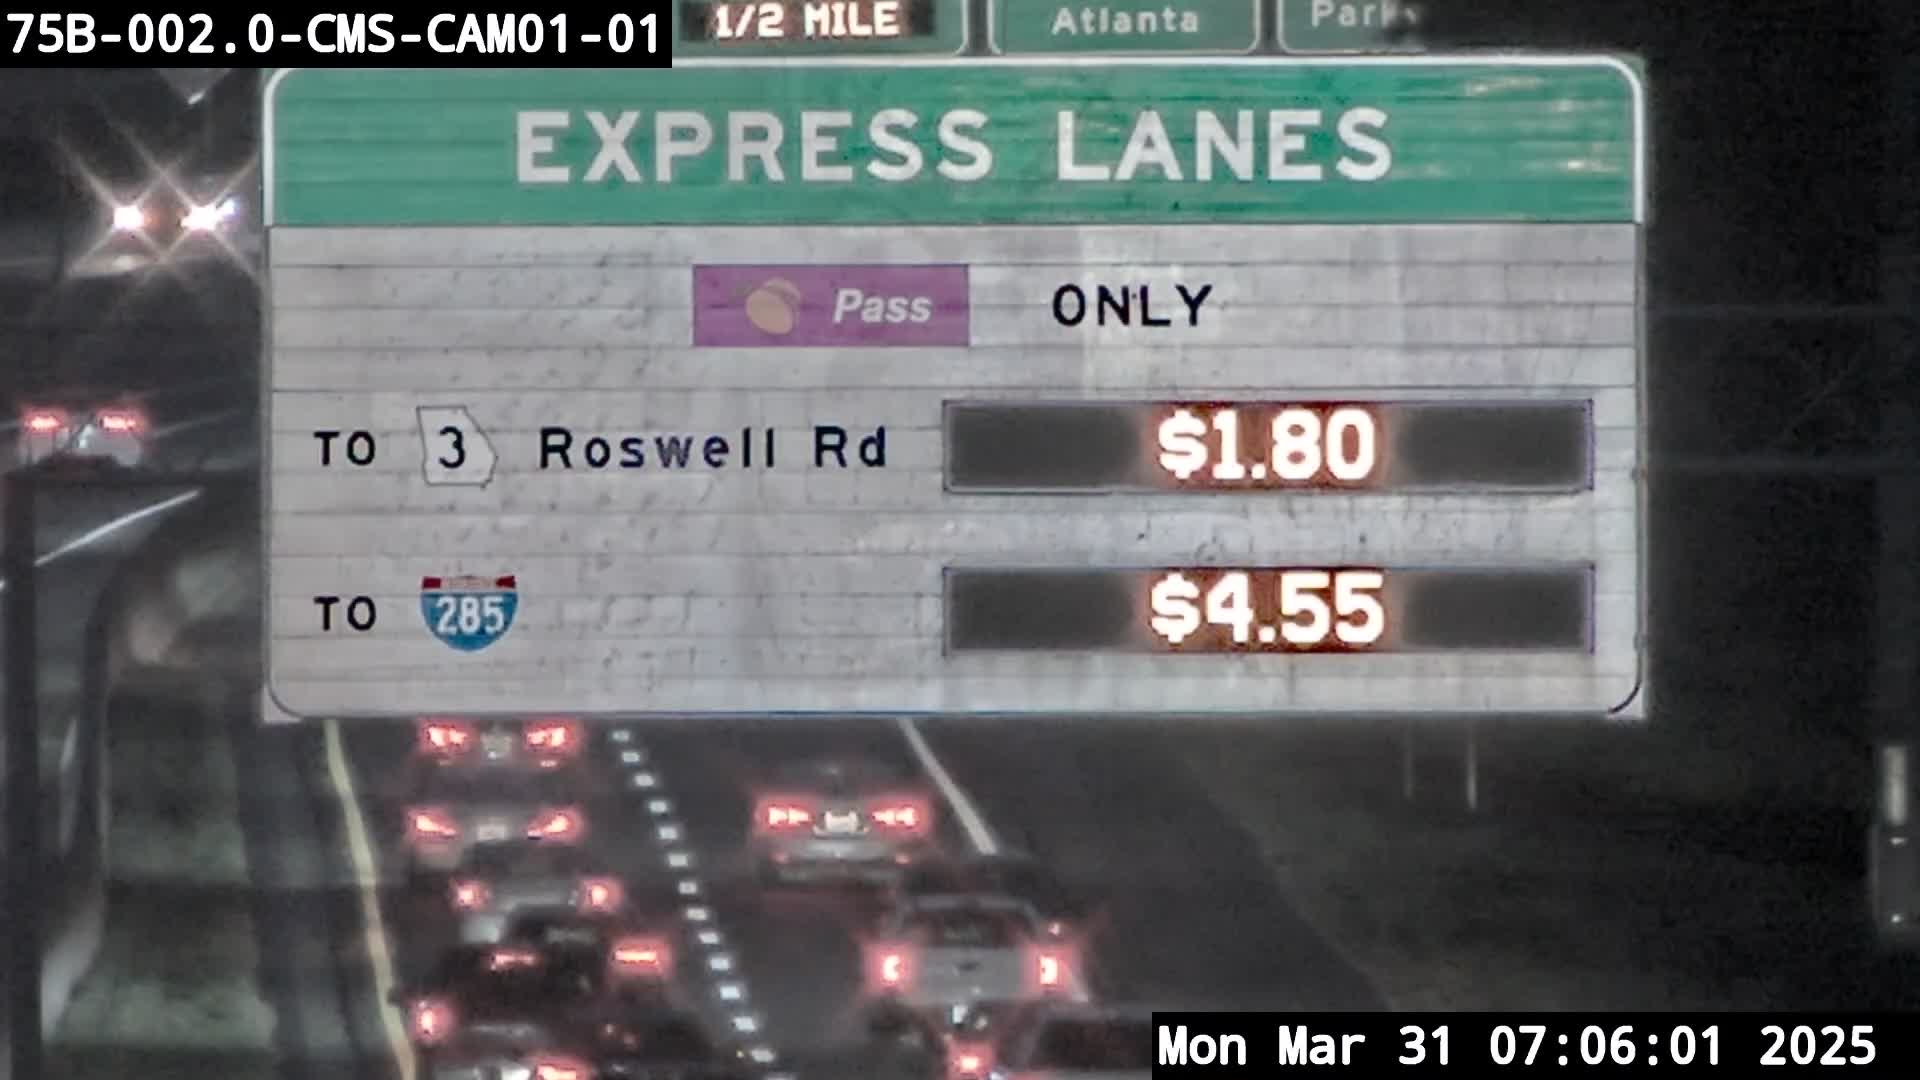 75B-002.0-CMS-CAM01-01
1/2 MILE
Atlanta
EXPRESS LANES
Pass ONLY
TO 3 Roswell Rd $1.80
TO 285 $4.55
Mon Mar 31 07:06:01 2025